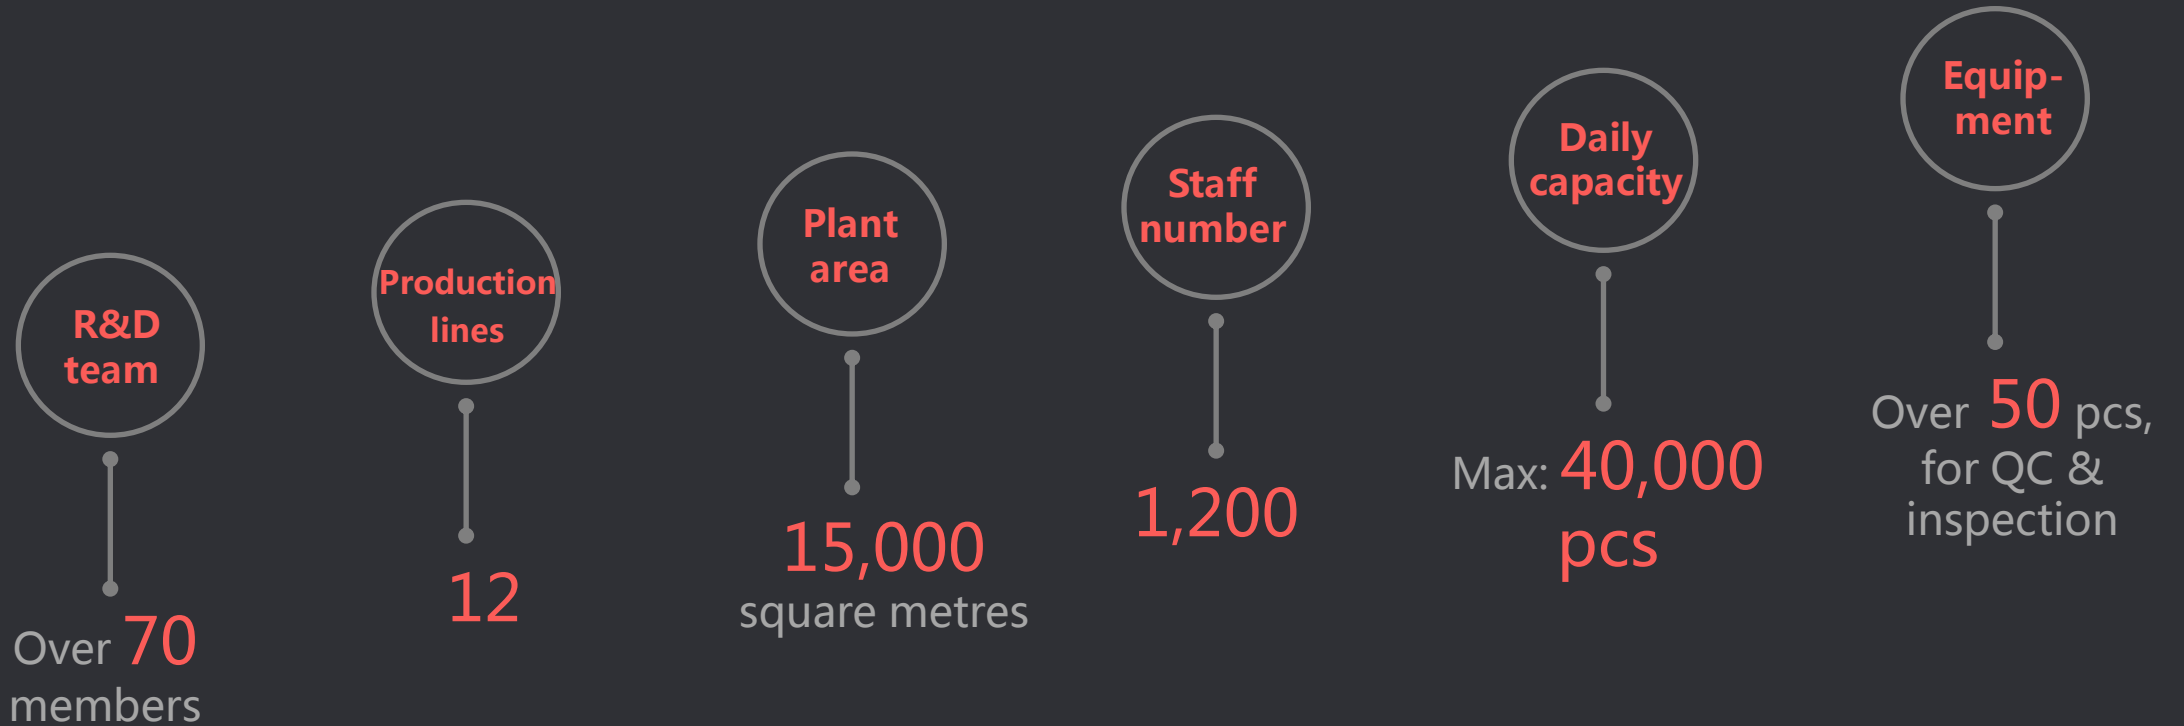 R&D
team
Over 70
members
Production
lines
12
Plant
area
15,000
square metres
Staff
number
1,200
Daily
capacity
Max: 40,000
pcs
Equip-
ment
Over 50 pcs,
for QC &
inspection